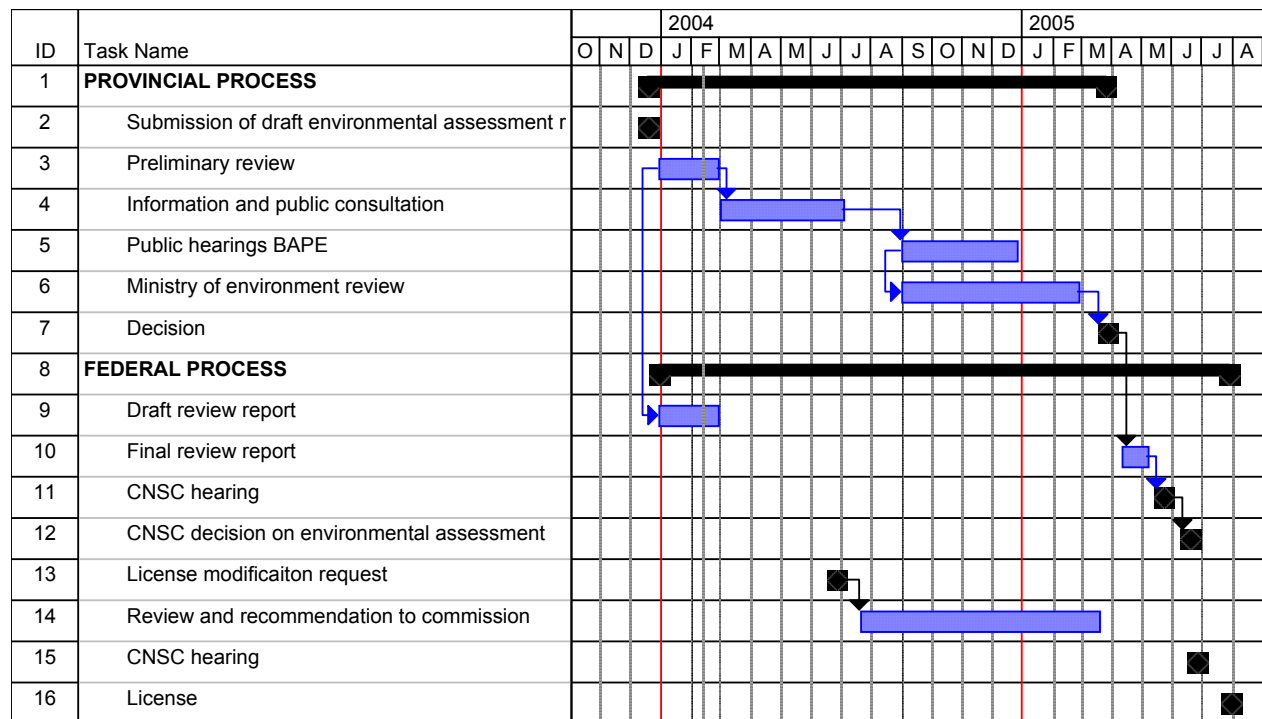 2004 2005
ID Task Name O N D J F M A M J J A S O N D J F M A M J J A
1 PROVINCIAL PROCESS
2 Submission of draft environmental assessment r
3 Preliminary review
4 Information and public consultation
5 Public hearings BAPE
6 Ministry of environment review
7 Decision
8 FEDERAL PROCESS
9 Draft review report
10 Final review report
11 CNSC hearing
12 CNSC decision on environmental assessment
13 License modificaiton request
14 Review and recommendation to commission
15 CNSC hearing
16 License